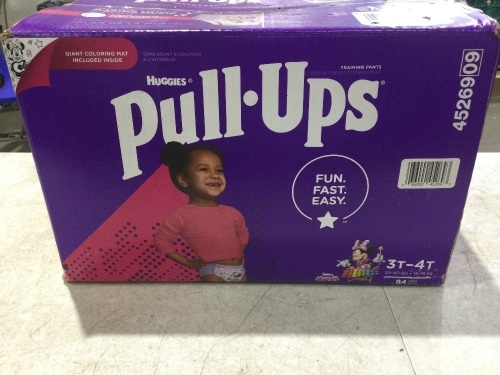 GIANT COLORING MAT
INCLUDED INSIDE
HUGGIES®
TRAINING PANTS
Pull-Ups®
FUN.
FAST.
EASY.
4526909
3T-4T
84